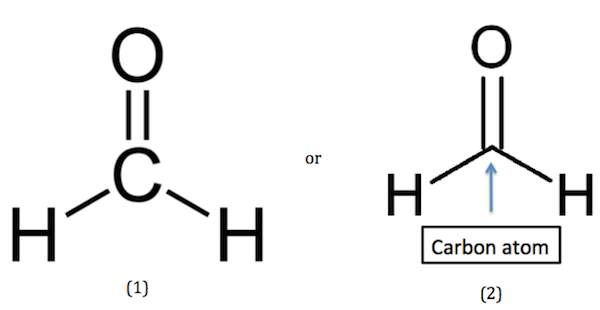 O
C
H H
(1)
or
O
H H
Carbon atom
(2)